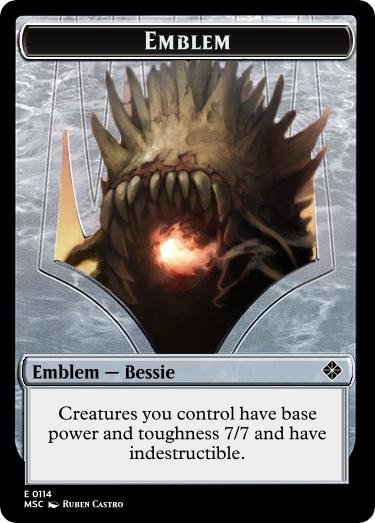 EMBLEM
Emblem — Bessie
Creatures you control have base
power and toughness 7/7 and have
indestructible.
E 0114
MSC RUBEN CASTRO